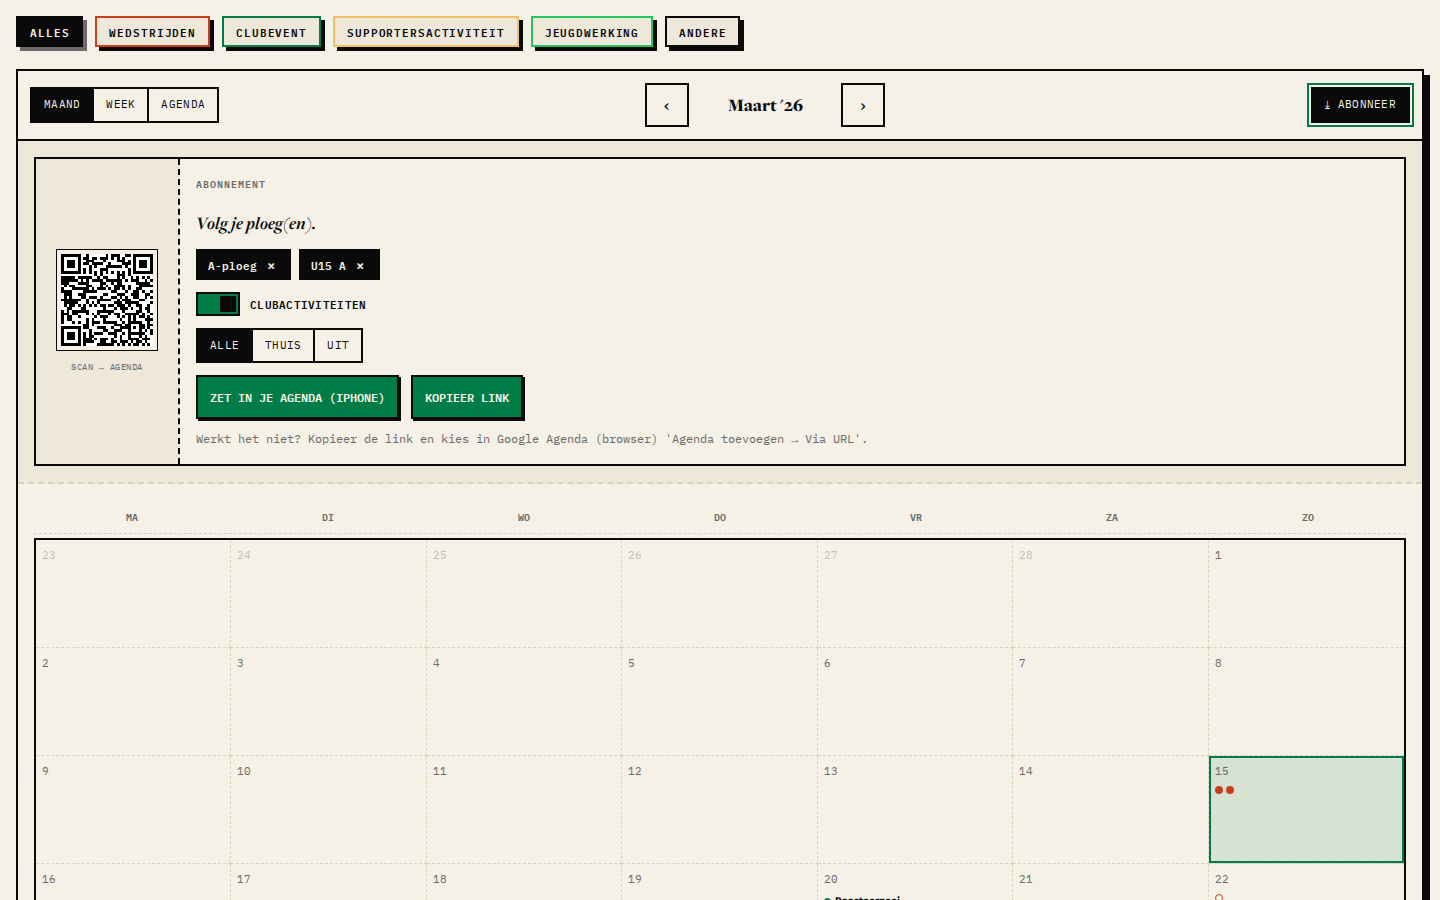 ALLES WEDSTRIJDEN CLUBEVENT SUPPORTERSACTIVITEIT JEUGDWERKING ANDERE
MAAND WEEK AGENDA ‹ Maart '26 › ⤓ ABONNEER
ABONNEMENT
Volg je ploeg(en).
A-ploeg × U15 A ×
CLUBACTIVITEITEN
ALLE THUIS UIT
ZET IN JE AGENDA (IPHONE) KOPIEER LINK
SCAN → AGENDA
Werkt het niet? Kopieer de link en kies in Google Agenda (browser) 'Agenda toevoegen → Via URL'.
MA DI WO DO VR ZA ZO
23 24 25 26 27 28 1
2 3 4 5 6 7 8
9 10 11 12 13 14 15
16 17 18 19 20 21 22